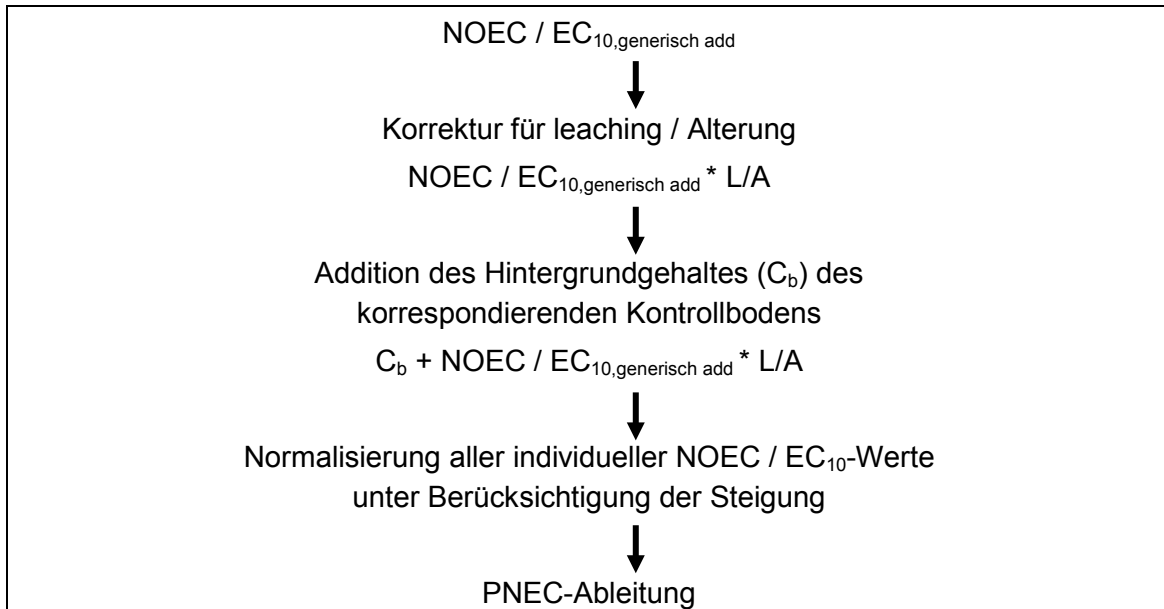 NOEC / EC10,generisch add
Korrektur für leaching / Alterung
NOEC / EC10,generisch add * L/A
Addition des Hintergrundgehaltes (Cb) des
korrespondierenden Kontrollbodens
Cb + NOEC / EC10,generisch add * L/A
Normalisierung aller individueller NOEC / EC10-Werte
unter Berücksichtigung der Steigung
PNEC-Ableitung